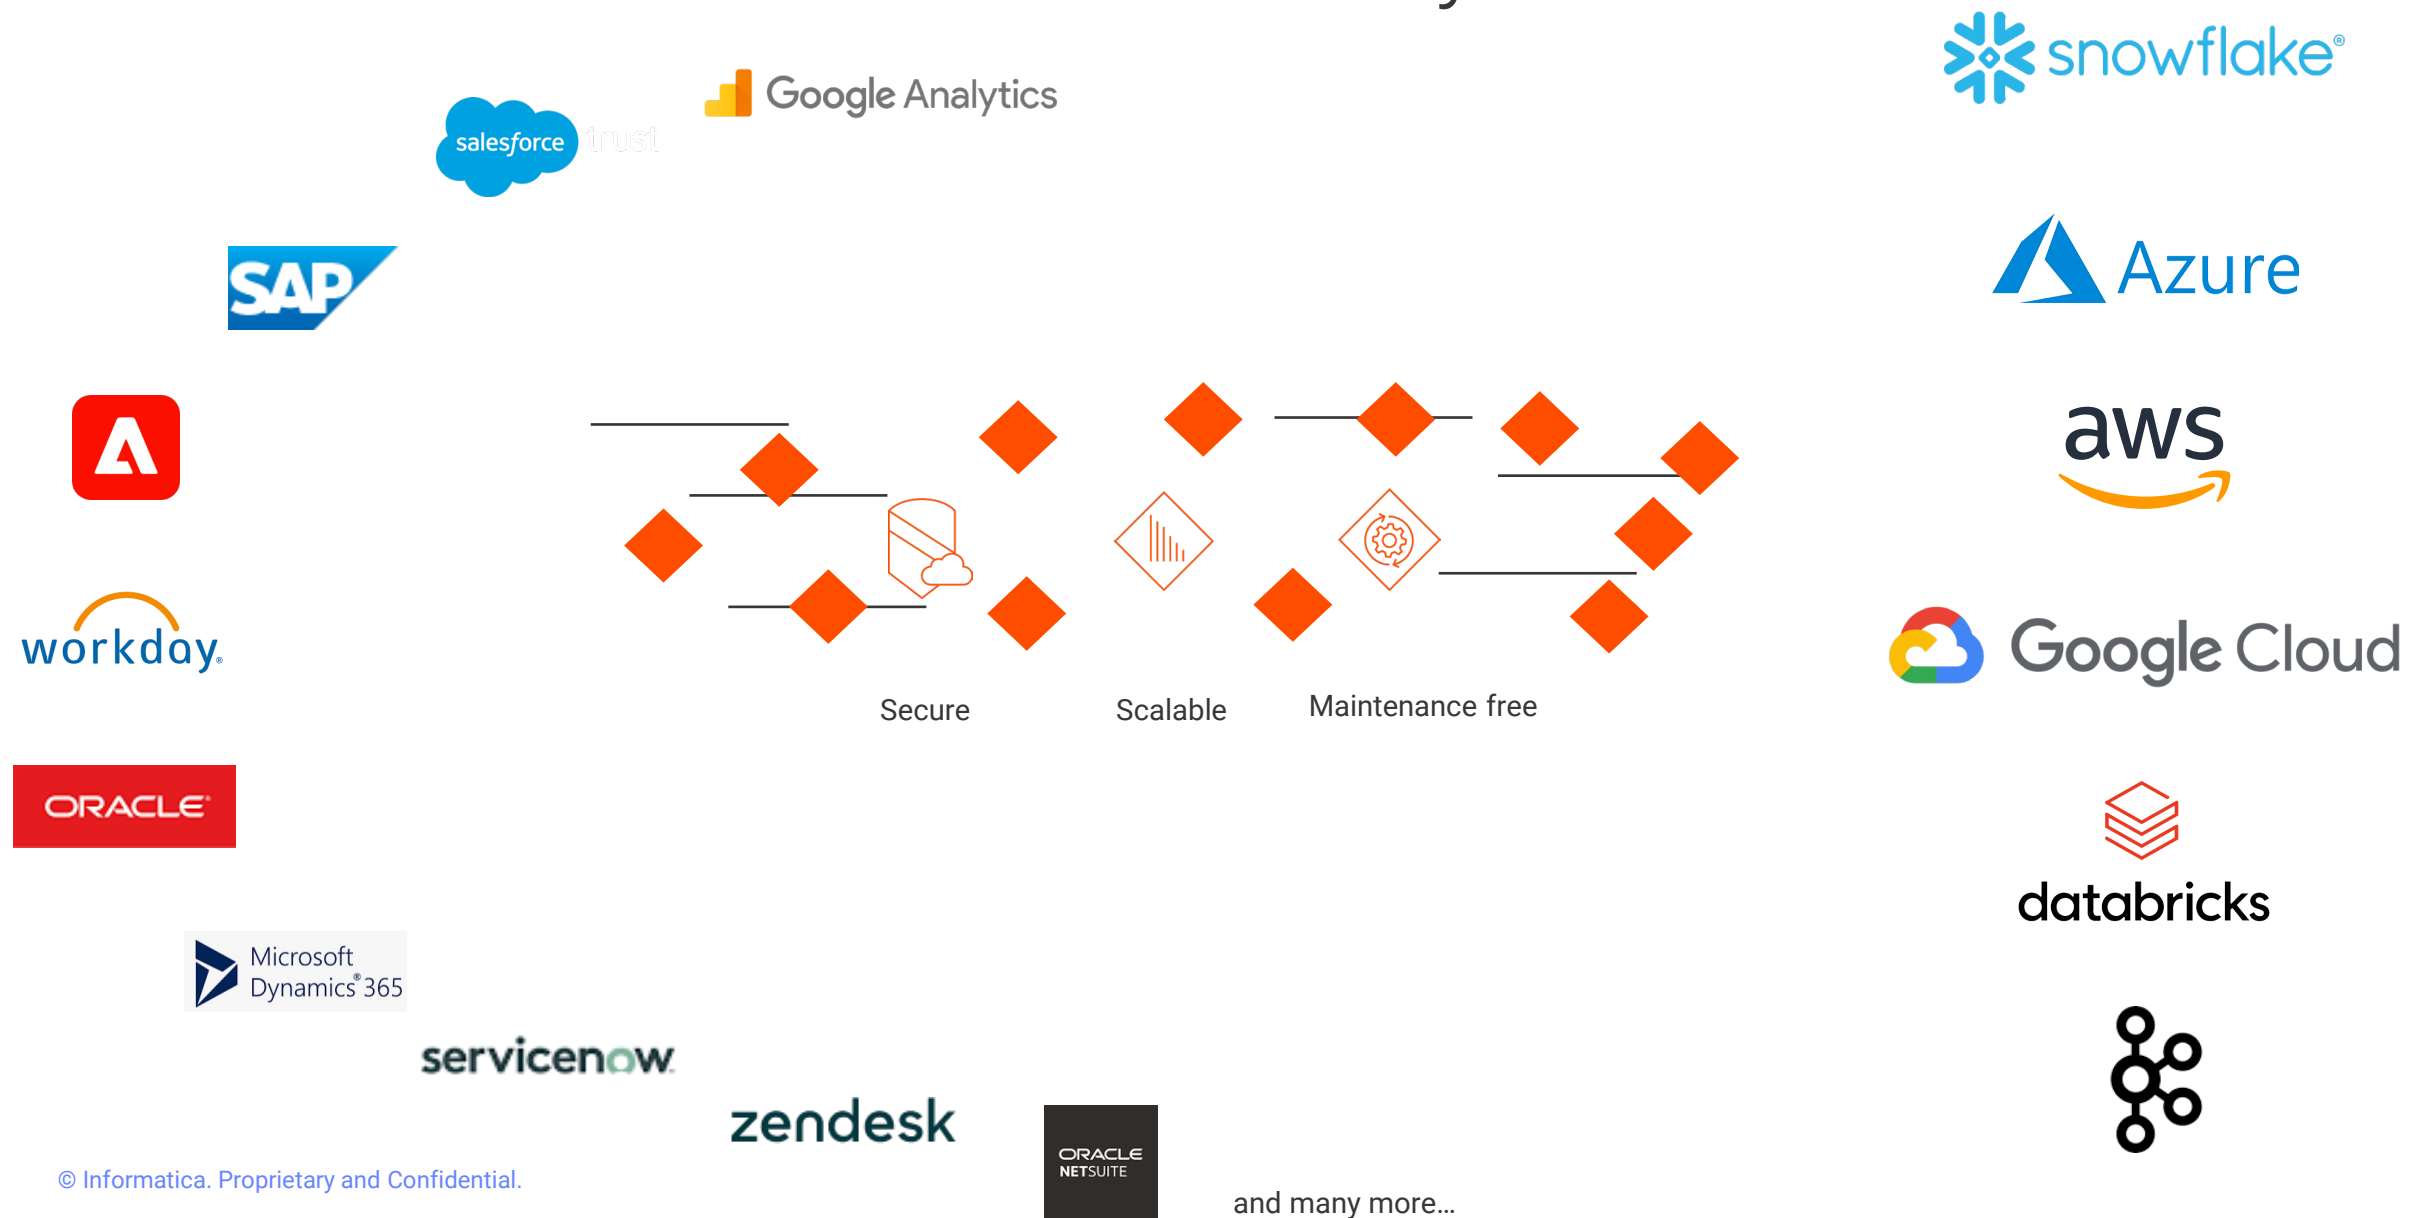 snowflake®
Google Analytics
salesforce trust
SAP
Azure
aws
workday®
Google Cloud
Secure
Scalable
Maintenance free
ORACLE®
databricks
Microsoft
Dynamics® 365
servicenow
zendesk
ORACLE
NETSUITE
© Informatica. Proprietary and Confidential.
and many more…